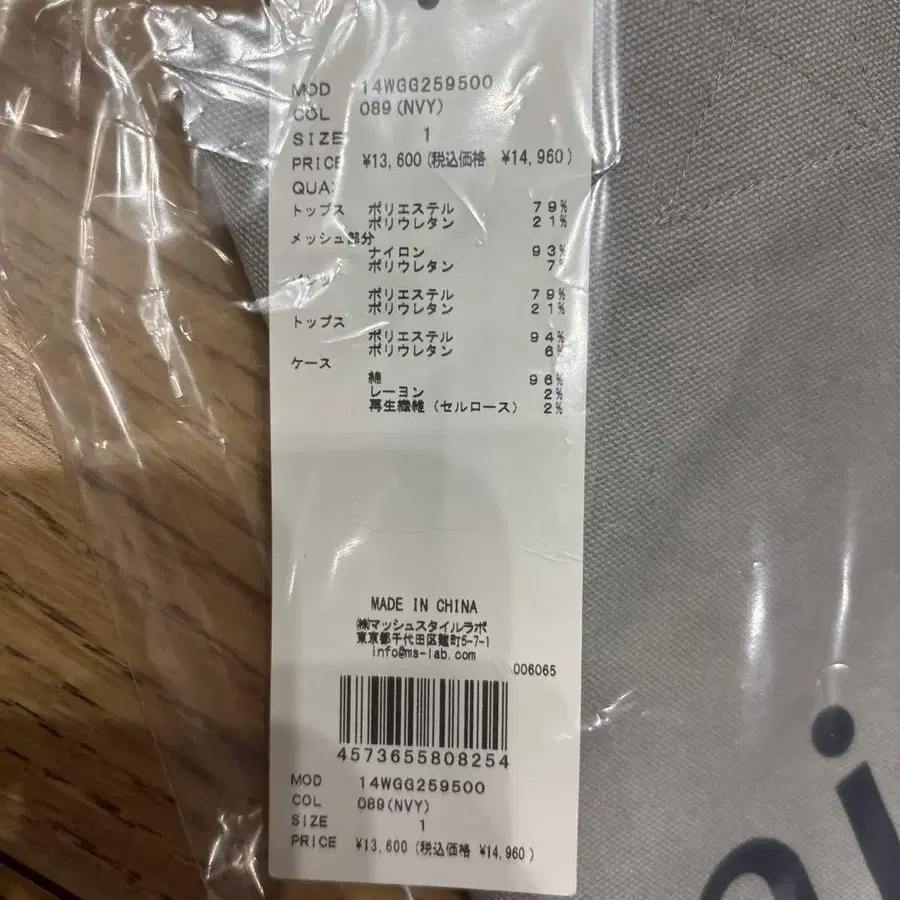 MOD 14WGG259500
COL 089(NVY)
SIZE 1
PRICE ¥13,600(税込価格 ¥14,960)
QUA
トップス ポリエステル 79%
ポリウレタン 21%
メッシュ部分
ナイロン 93%
ポリウレタン 7%
ポリエステル 79%
ポリウレタン 21%
トップス
ポリエステル 94%
ポリウレタン 6%
ケース
綿 96%
レーヨン 2%
再生繊維(セルロース) 2%
MADE IN CHINA
㈱マッシュスタイルラボ
東京都千代田区麹町5-7-1
info@ms-lab.com
006065
4573655808254
MOD 14WGG259500
COL 089(NVY)
SIZE 1
PRICE ¥13,600(税込価格 ¥14,960)